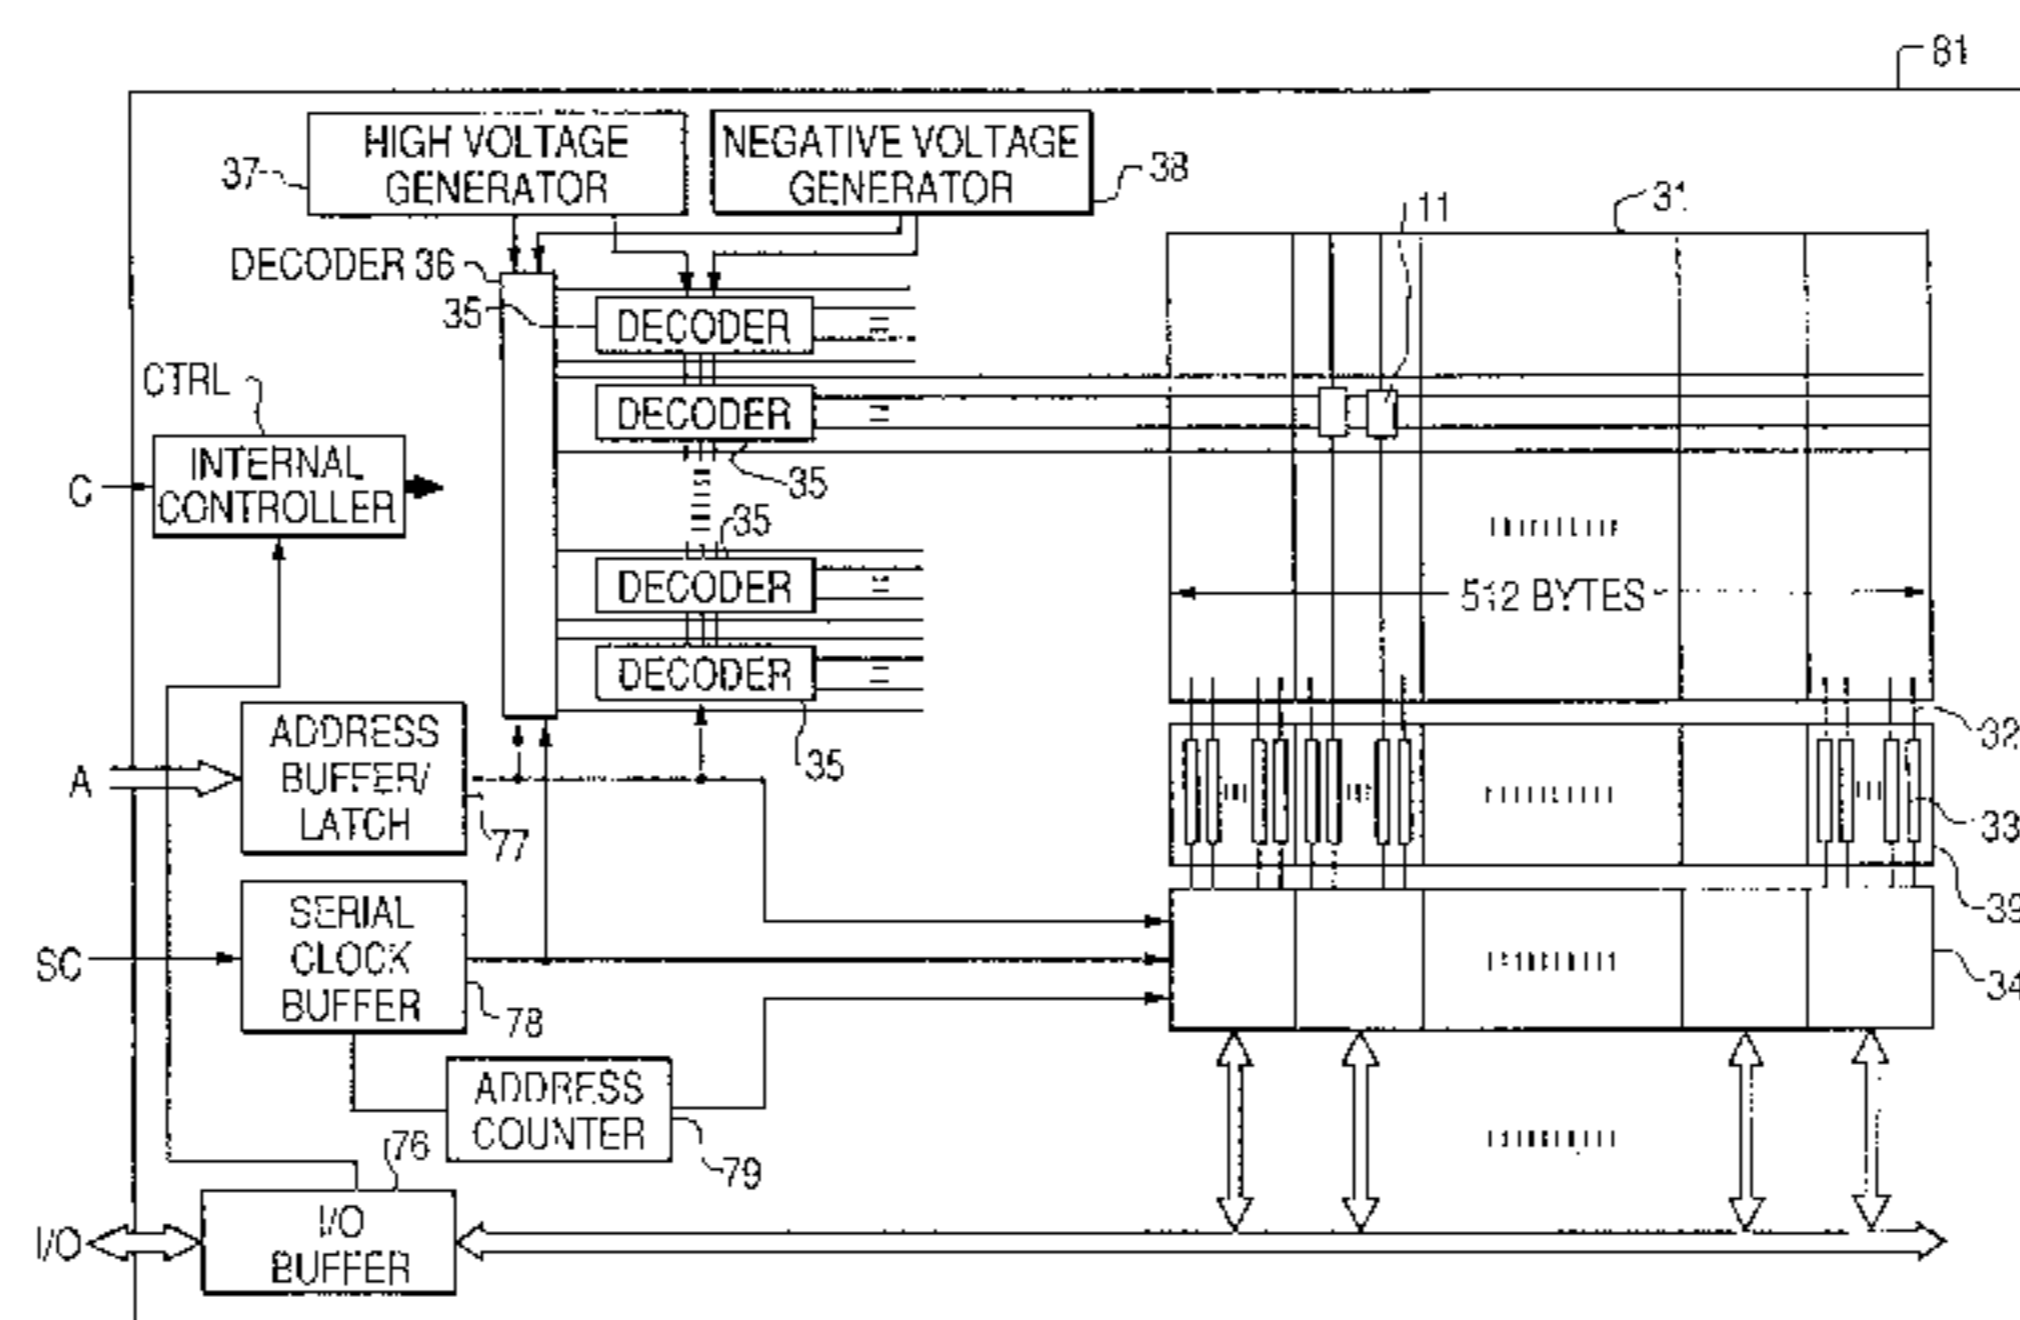 81
HIGH VOLTAGE
GENERATOR
37
NEGATIVE VOLTAGE
GENERATOR
38
11
31
DECODER 36
35
DECODER
DECODER
35
CTRL
C
INTERNAL
CONTROLLER
35
DECODER
512 BYTES
DECODER
35
32
A
ADDRESS
BUFFER/
LATCH
77
33
SERIAL
CLOCK
BUFFER
SC
78
39
34
ADDRESS
COUNTER
79
76
I/O
I/O
BUFFER